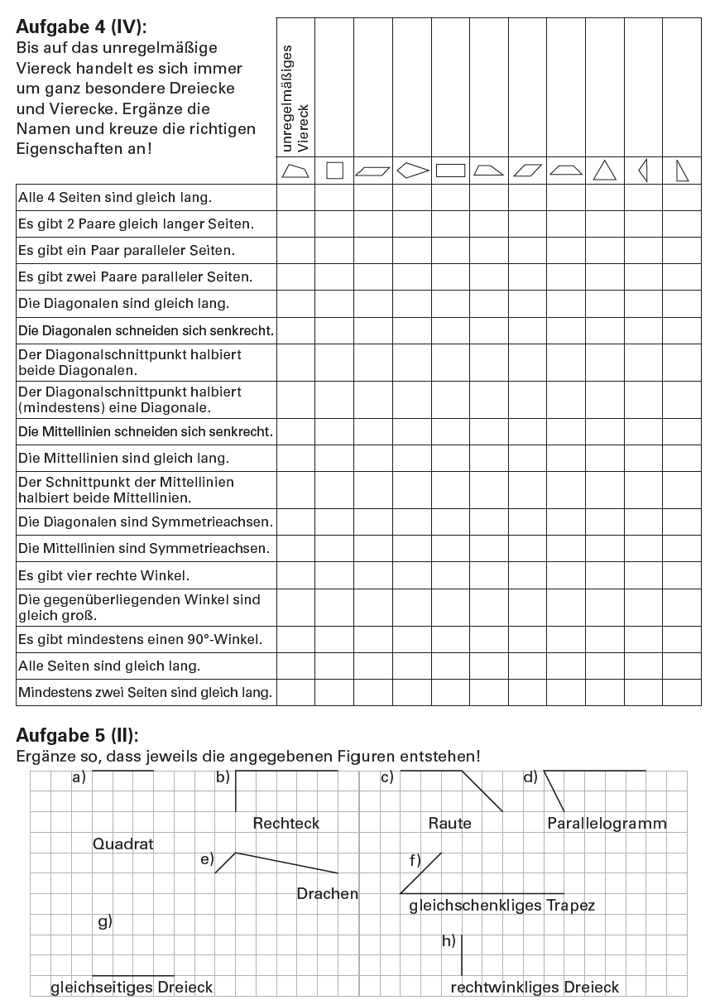 Aufgabe 4 (IV):
Bis auf das unregelmäßige
Viereck handelt es sich immer
um ganz besondere Dreiecke
und Vierecke. Ergänze die
Namen und kreuze die richtigen
Eigenschaften an!
unregelmäßiges
Viereck
Alle 4 Seiten sind gleich lang.
Es gibt 2 Paare gleich langer Seiten.
Es gibt ein Paar paralleler Seiten.
Es gibt zwei Paare paralleler Seiten.
Die Diagonalen sind gleich lang.
Die Diagonalen schneiden sich senkrecht.
Der Diagonalschnittpunkt halbiert
beide Diagonalen.
Der Diagonalschnittpunkt halbiert
(mindestens) eine Diagonale.
Die Mittellinien schneiden sich senkrecht.
Die Mittellinien sind gleich lang.
Der Schnittpunkt der Mittellinien
halbiert beide Mittellinien.
Die Diagonalen sind Symmetrieachsen.
Die Mittellinien sind Symmetrieachsen.
Es gibt vier rechte Winkel.
Die gegenüberliegenden Winkel sind
gleich groß.
Es gibt mindestens einen 90°-Winkel.
Alle Seiten sind gleich lang.
Mindestens zwei Seiten sind gleich lang.
Aufgabe 5 (II):
Ergänze so, dass jeweils die angegebenen Figuren entstehen!
a) b) c) d)
Rechteck Raute Parallelogramm
Quadrat
e) f)
Drachen
gleichschenkliges Trapez
g)
h)
gleichseitiges Dreieck rechtwinkliges Dreieck